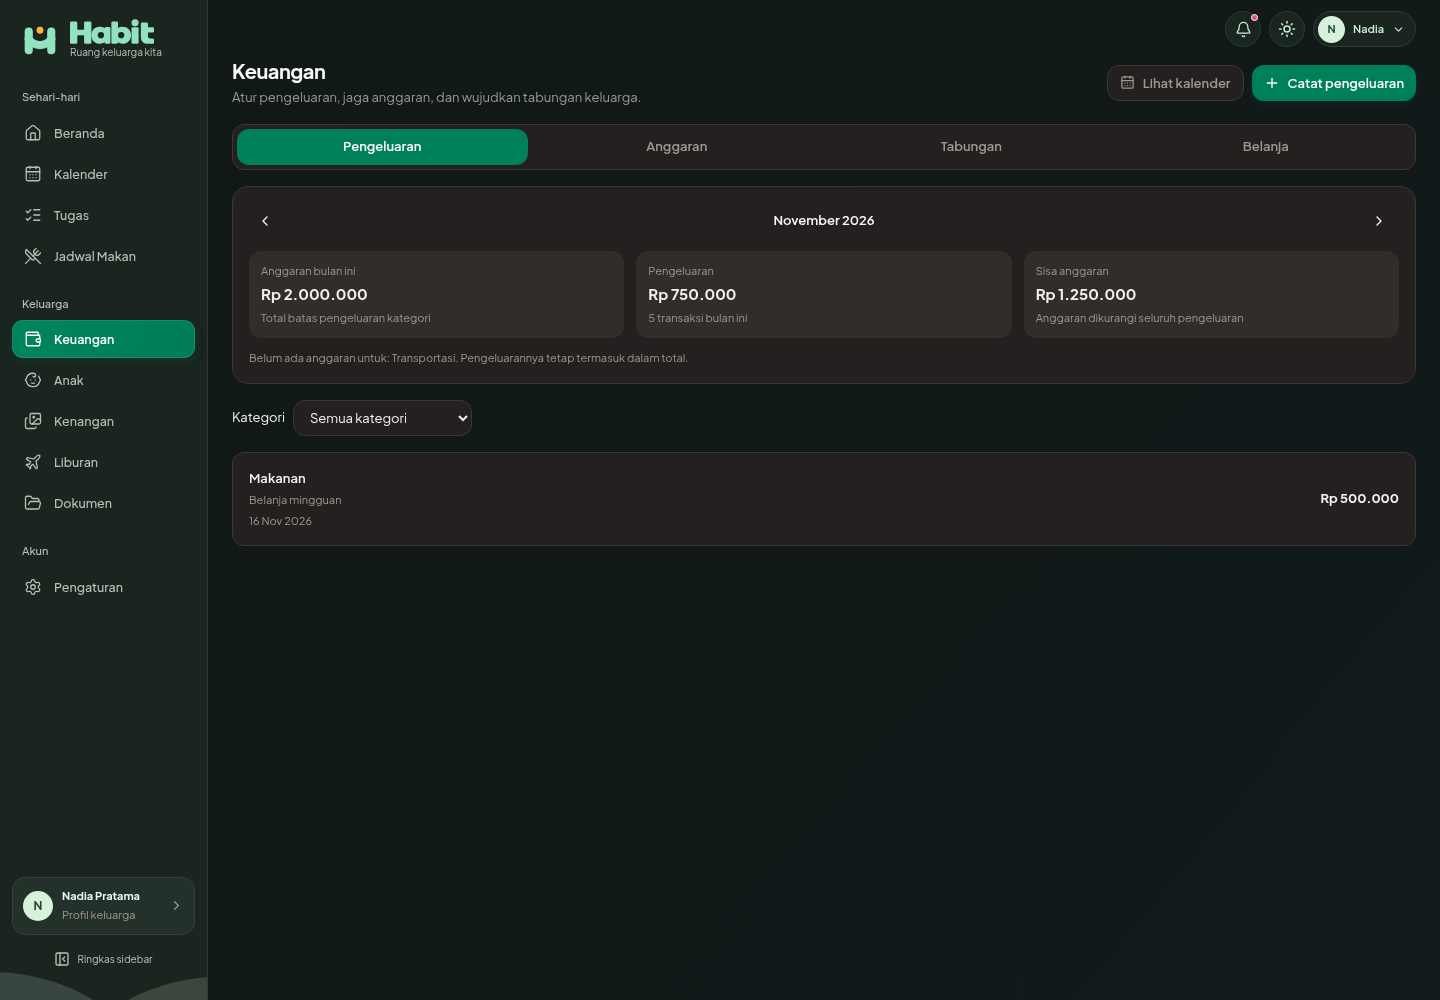 Habit
Ruang keluarga kita
Sehari-hari
Beranda
Kalender
Tugas
Jadwal Makan
Keluarga
Keuangan
Anak
Kenangan
Liburan
Dokumen
Akun
Pengaturan
N
Nadia Pratama
Profil keluarga
Ringkas sidebar
N
Nadia
Keuangan
Atur pengeluaran, jaga anggaran, dan wujudkan tabungan keluarga.
Lihat kalender
Catat pengeluaran
Pengeluaran
Anggaran
Tabungan
Belanja
November 2026
Anggaran bulan ini
Rp 2.000.000
Total batas pengeluaran kategori
Pengeluaran
Rp 750.000
5 transaksi bulan ini
Sisa anggaran
Rp 1.250.000
Anggaran dikurangi seluruh pengeluaran
Belum ada anggaran untuk: Transportasi. Pengeluarannya tetap termasuk dalam total.
Kategori
Semua kategori
Makanan
Belanja mingguan
16 Nov 2026
Rp 500.000